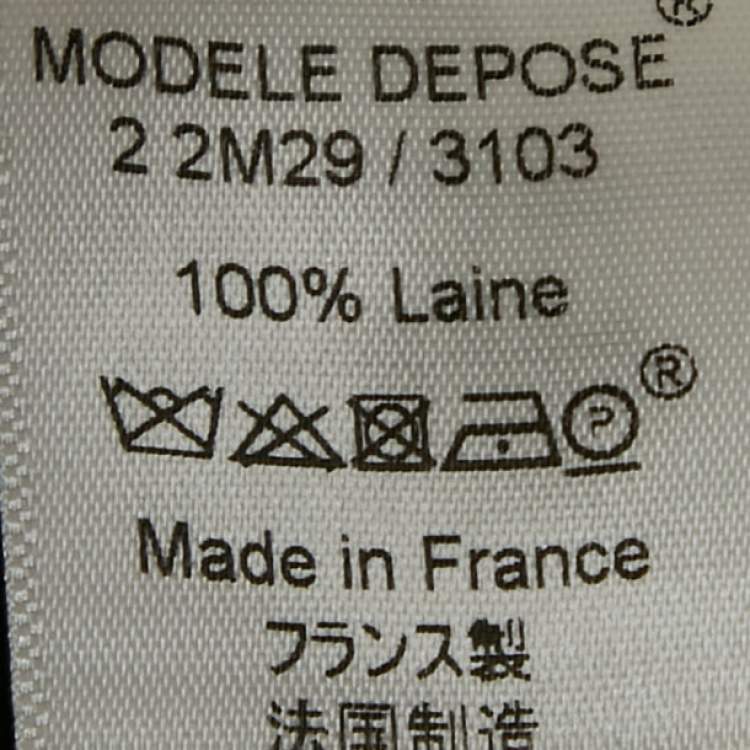 MODELE DEPOSE®
2 2M29 / 3103
100% Laine
P ®
Made in France
フランス製
法国制造